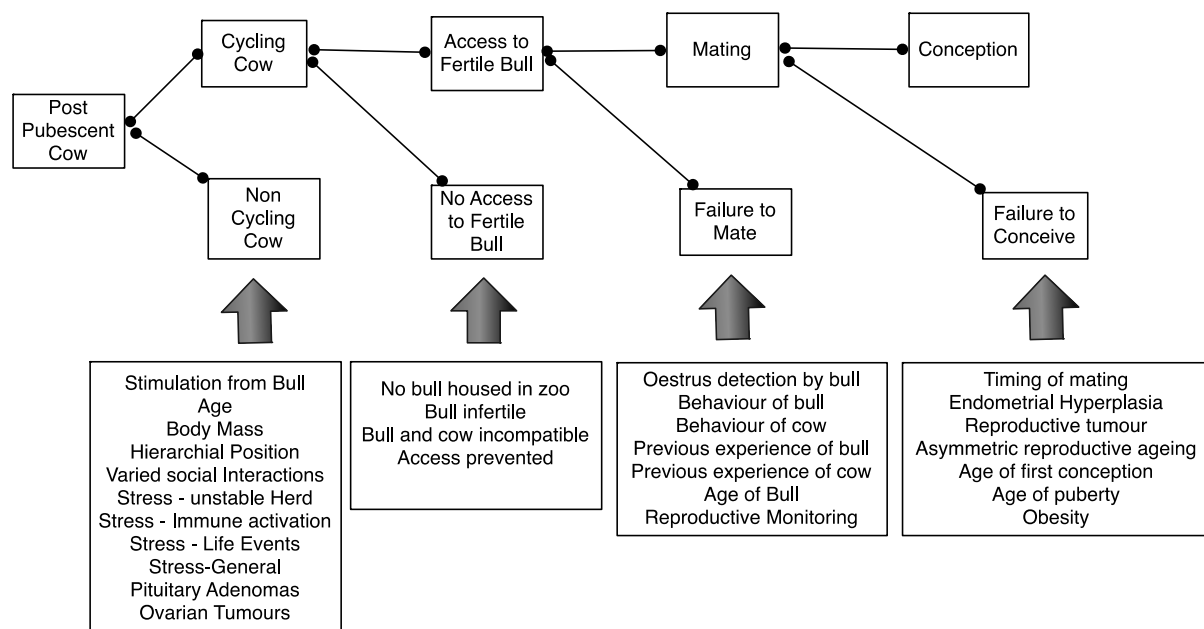 Cycling
Cow
Access to
Fertile Bull
Mating
Conception
Post
Pubescent
Cow
Non
Cycling
Cow
No Access
to Fertile
Bull
Failure to
Mate
Failure to
Conceive
Stimulation from Bull
Age
Body Mass
Hierarchial Position
Varied social Interactions
Stress - unstable Herd
Stress - Immune activation
Stress - Life Events
Stress-General
Pituitary Adenomas
Ovarian Tumours
No bull housed in zoo
Bull infertile
Bull and cow incompatible
Access prevented
Oestrus detection by bull
Behaviour of bull
Behaviour of cow
Previous experience of bull
Previous experience of cow
Age of Bull
Reproductive Monitoring
Timing of mating
Endometrial Hyperplasia
Reproductive tumour
Asymmetric reproductive ageing
Age of first conception
Age of puberty
Obesity